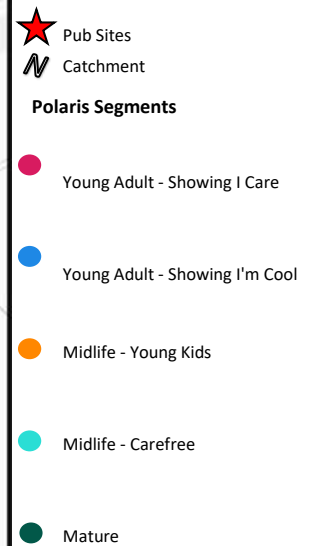 Pub Sites
Catchment
Polaris Segments
Young Adult - Showing I Care
Young Adult - Showing I'm Cool
Midlife - Young Kids
Midlife - Carefree
Mature